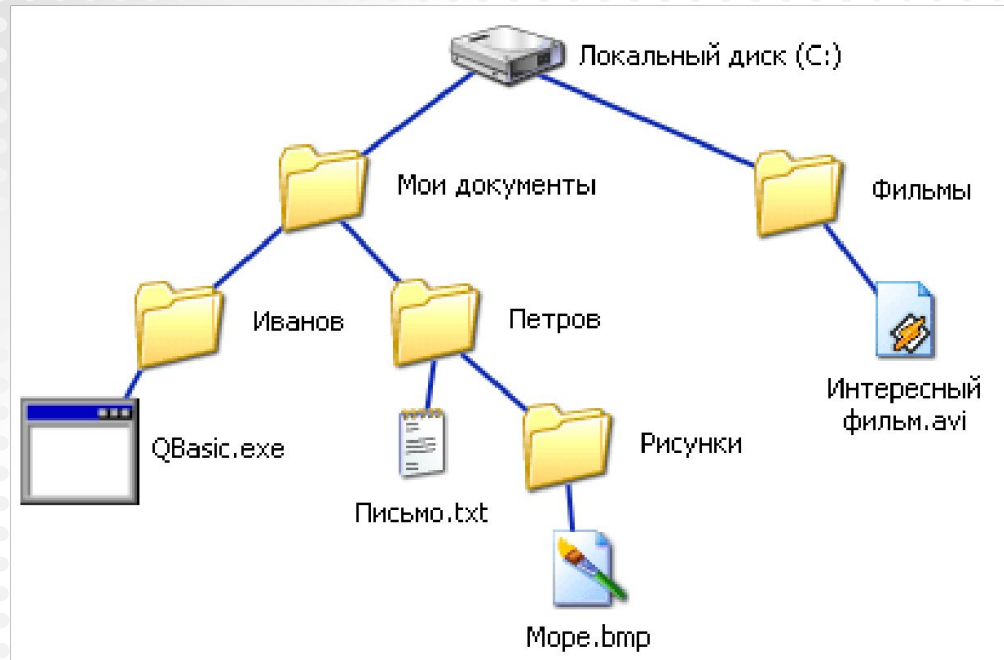 Локальный диск (C:)
Мои документы
Фильмы
Иванов
Петров
Интересный
фильм.avi
QBasic.exe
Рисунки
Письмо.txt
Море.bmp